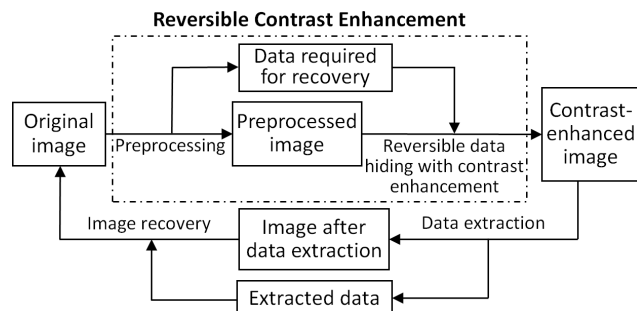 Reversible Contrast Enhancement
Data required
for recovery
Original
image
Preprocessing
Preprocessed
image
Reversible data
hiding with contrast
enhancement
Contrast-
enhanced
image
Image recovery
Image after
data extraction
Data extraction
Extracted data